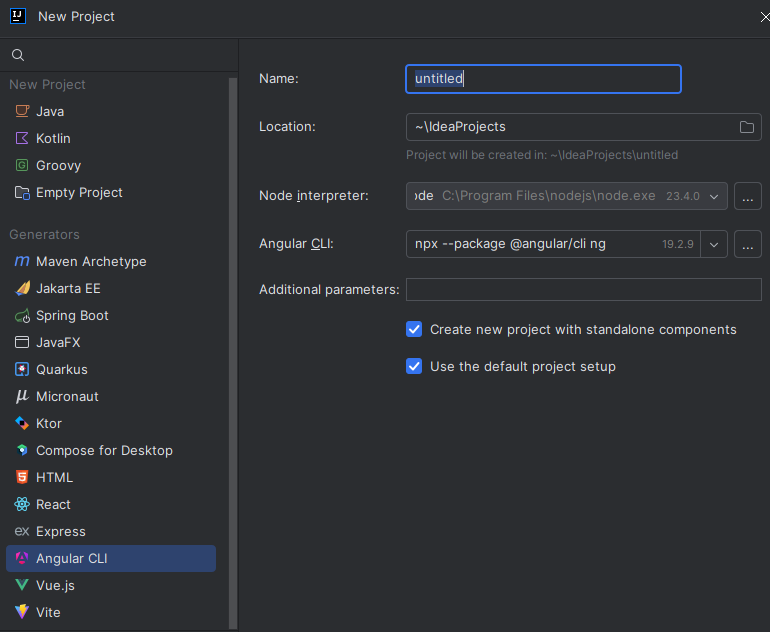 New Project
New Project
Java
Kotlin
Groovy
Empty Project
Generators
Maven Archetype
Jakarta EE
Spring Boot
JavaFX
Quarkus
Micronaut
Ktor
Compose for Desktop
HTML
React
Express
Angular CLI
Vue.js
Vite
Name: untitled
Location: ~\IdeaProjects
Project will be created in: ~\IdeaProjects\untitled
Node interpreter: ode C:\Program Files\nodejs\node.exe 23.4.0 ...
Angular CLI: npx --package @angular/cli ng 19.2.9 ...
Additional parameters:
Create new project with standalone components
Use the default project setup